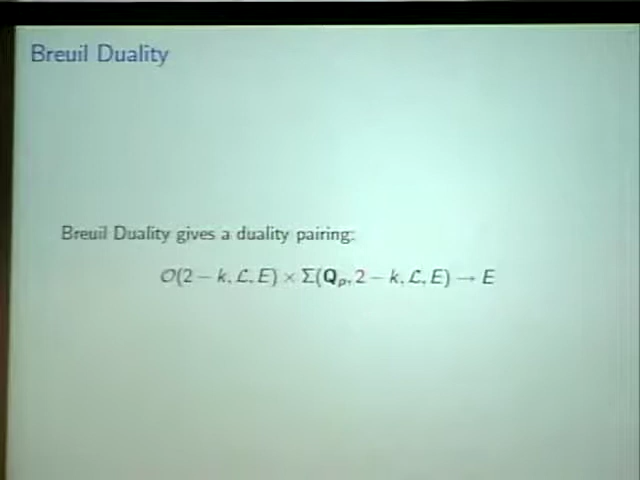 Breuil Duality
Breuil Duality gives a duality pairing:
O(2 − k, L, E) × Σ(Q_p, 2 − k, L, E) → E